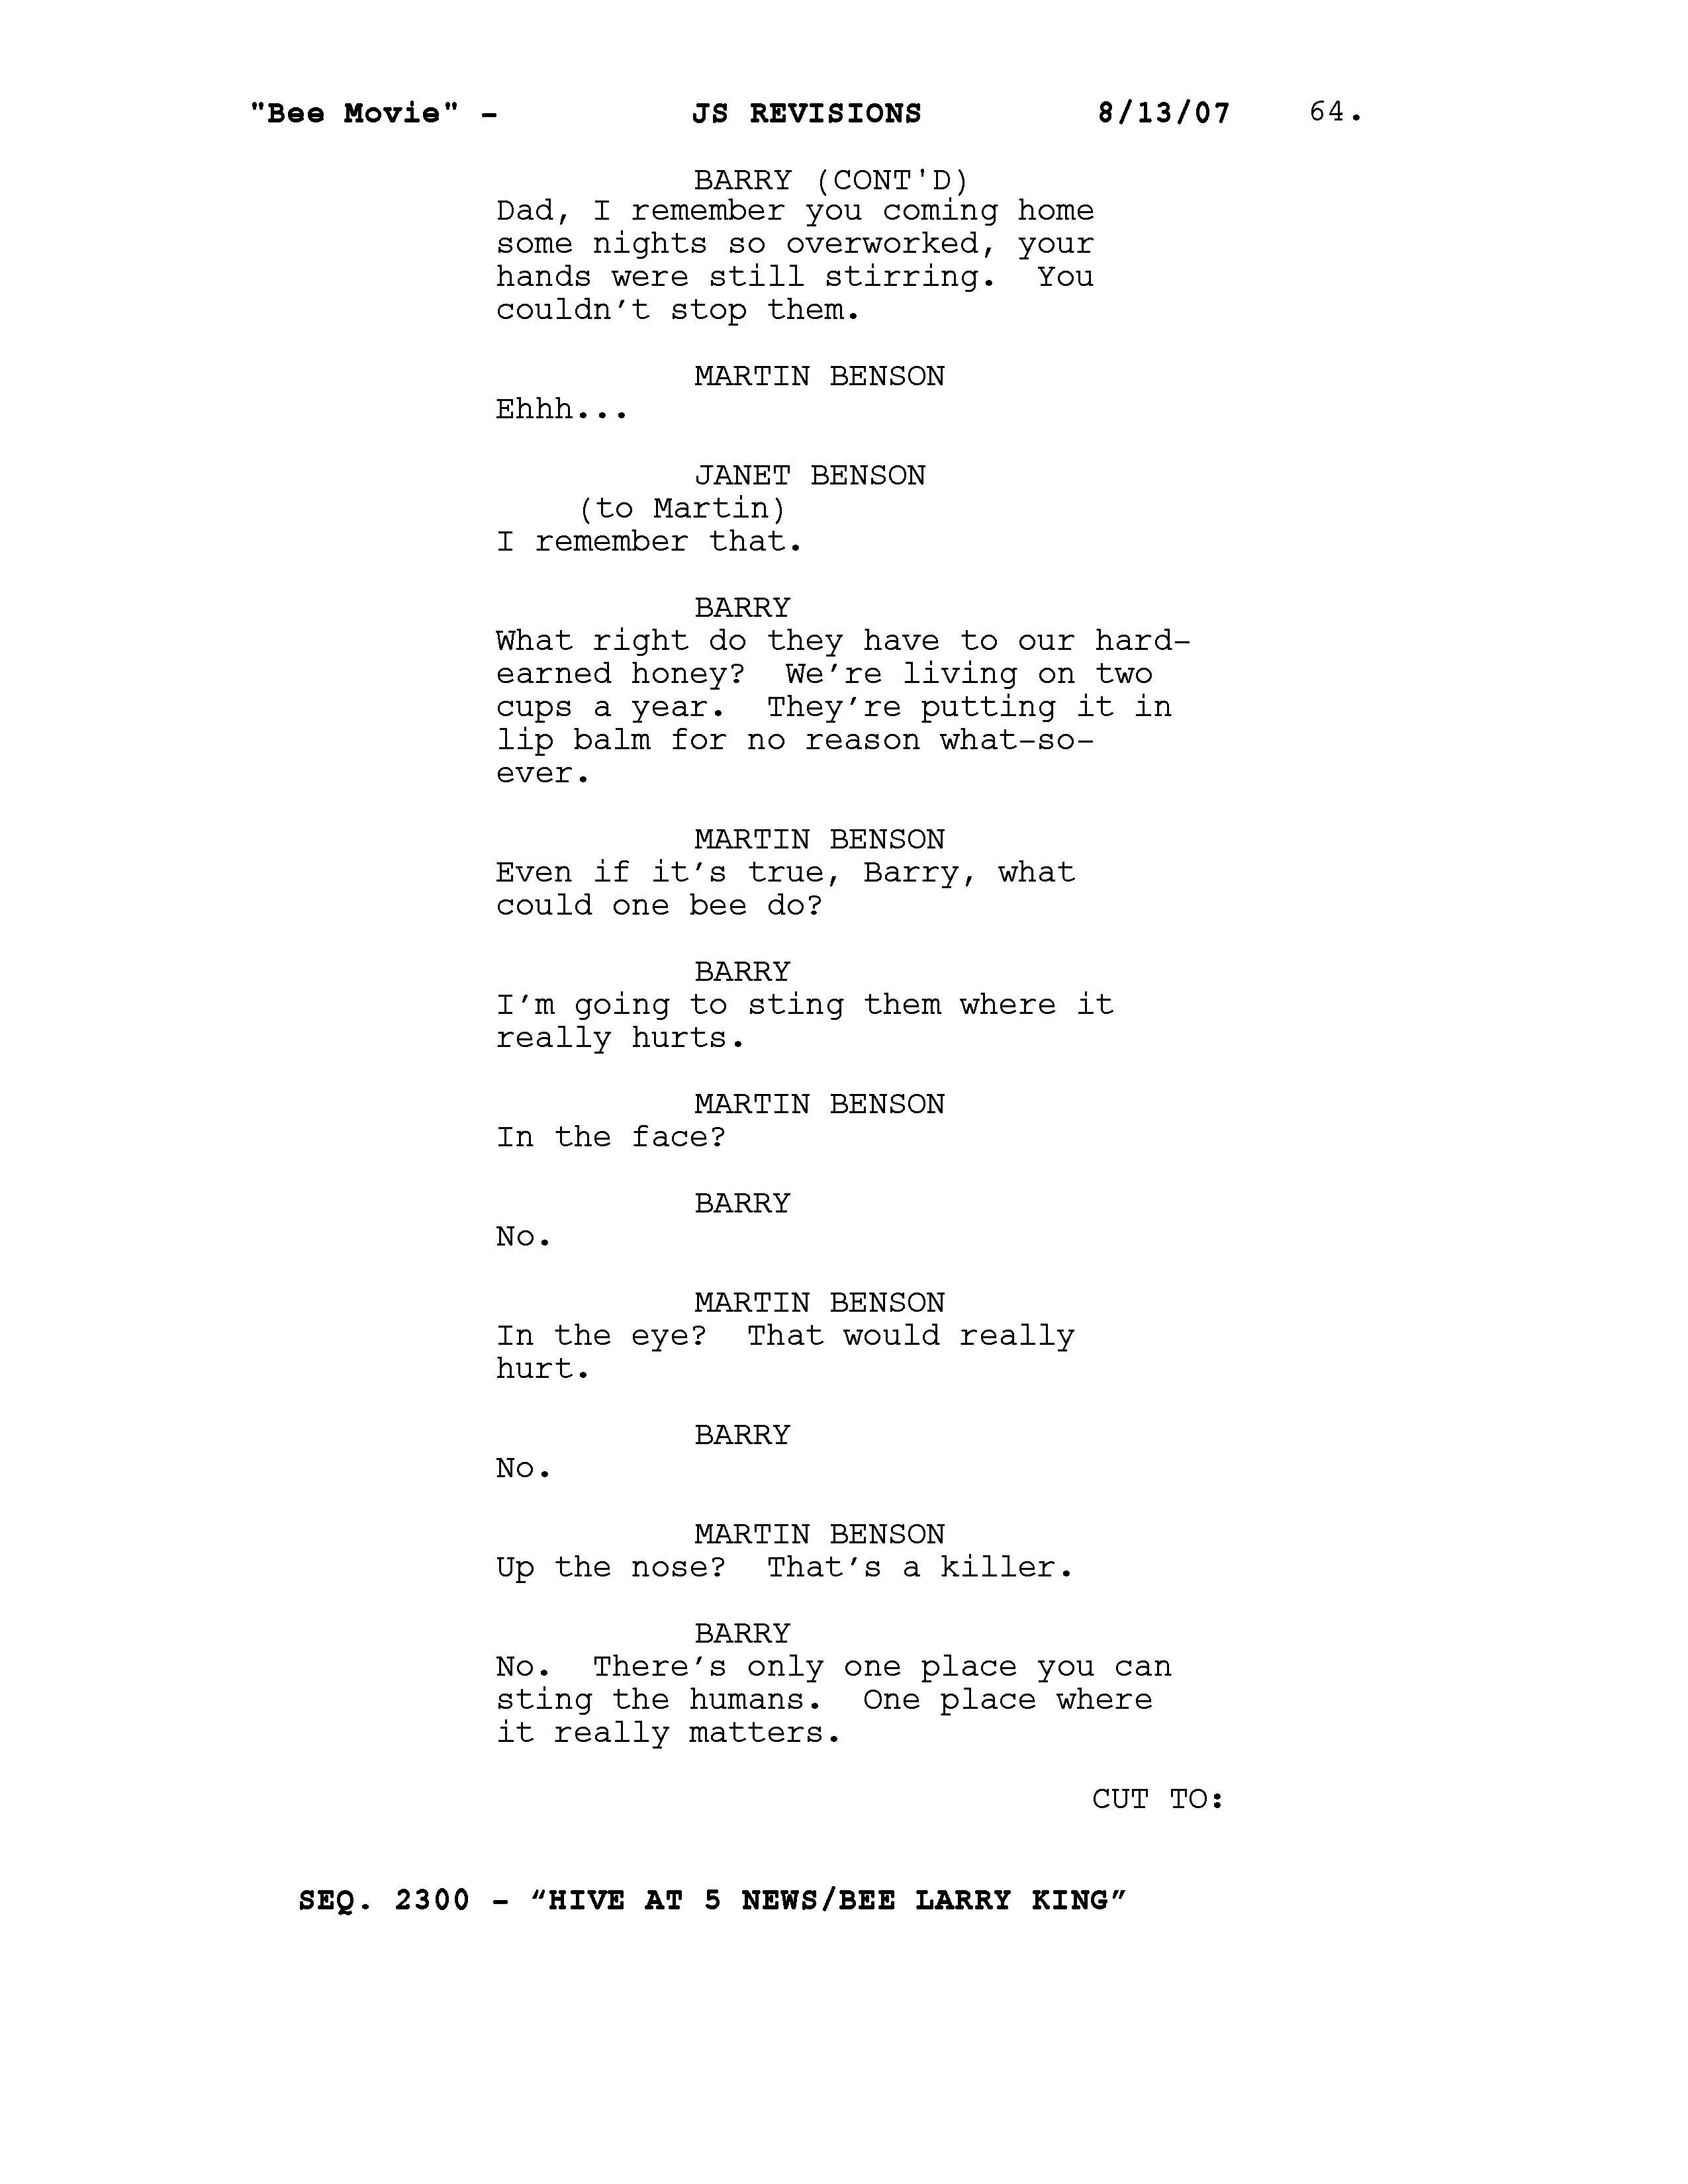 "Bee Movie" - JS REVISIONS 8/13/07 64.
BARRY (CONT'D)
Dad, I remember you coming home
some nights so overworked, your
hands were still stirring.  You
couldn’t stop them.
MARTIN BENSON
Ehhh...
JANET BENSON
(to Martin)
I remember that.
BARRY
What right do they have to our hard-
earned honey?  We’re living on two
cups a year.  They’re putting it in
lip balm for no reason what-so-
ever.
MARTIN BENSON
Even if it’s true, Barry, what
could one bee do?
BARRY
I’m going to sting them where it
really hurts.
MARTIN BENSON
In the face?
BARRY
No.
MARTIN BENSON
In the eye?  That would really
hurt.
BARRY
No.
MARTIN BENSON
Up the nose?  That’s a killer.
BARRY
No.  There’s only one place you can
sting the humans.  One place where
it really matters.
CUT TO:
SEQ. 2300 - “HIVE AT 5 NEWS/BEE LARRY KING”